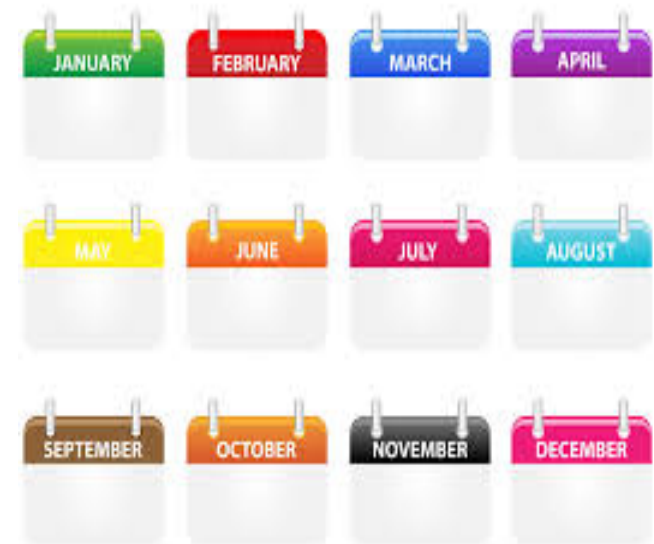 JANUARY
FEBRUARY
MARCH
APRIL
MAY
JUNE
JULY
AUGUST
SEPTEMBER
OCTOBER
NOVEMBER
DECEMBER